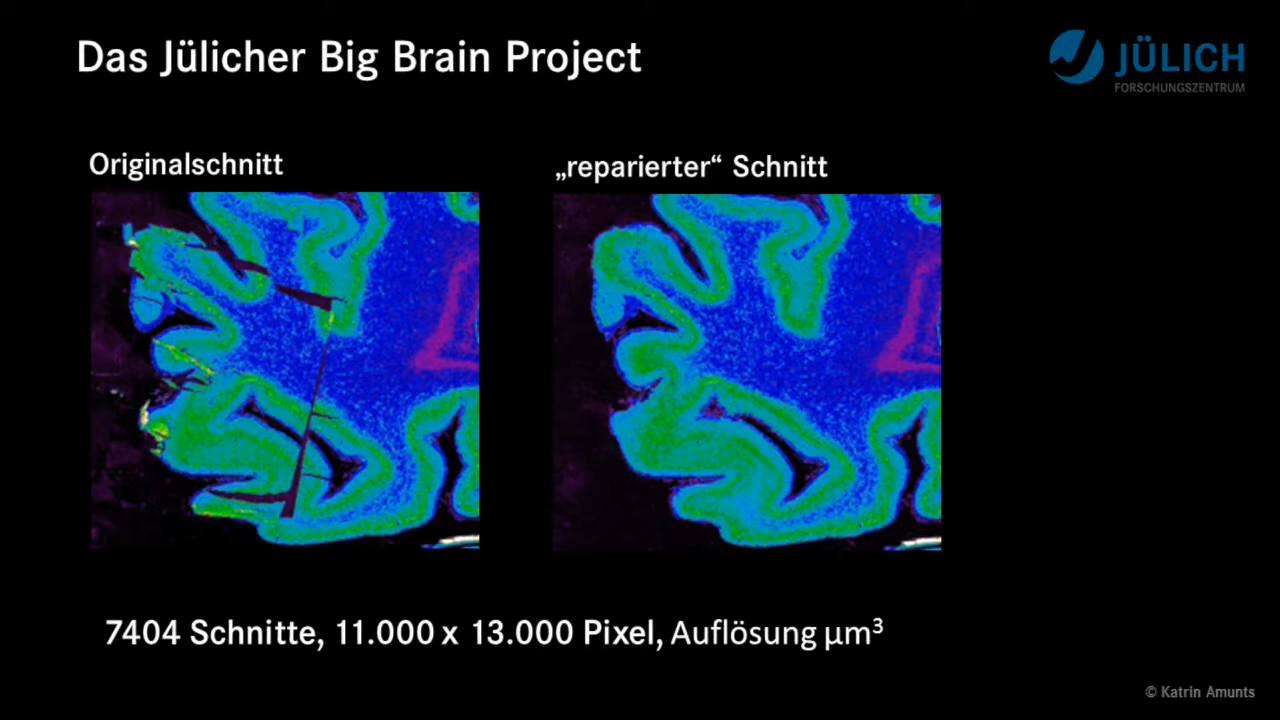 Das Jülicher Big Brain Project
JÜLICH
FORSCHUNGSZENTRUM
Originalschnitt
„reparierter“ Schnitt
7404 Schnitte, 11.000 x 13.000 Pixel, Auflösung µm³
© Katrin Amunts